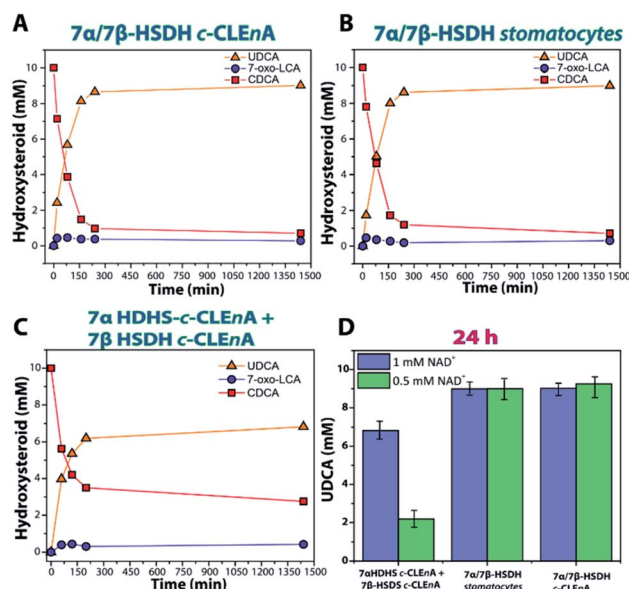 A
7α/7β-HSDH c-CLEnA
Hydroxysteroid (mM)
10
8
6
4
2
0
UDCA
7-oxo-LCA
CDCA
0 150 300 450 600 750 900 1050 1200 1350 1500
Time (min)
B
7α/7β-HSDH stomatocytes
Hydroxysteroid (mM)
10
8
6
4
2
0
UDCA
7-oxo-LCA
CDCA
0 150 300 450 600 750 900 1050 1200 1350 1500
Time (min)
C
7α HDHS-c-CLEnA +
7β HSDH c-CLEnA
Hydroxysteroid (mM)
10
8
6
4
2
0
UDCA
7-oxo-LCA
CDCA
0 150 300 450 600 750 900 1050 1200 1350 1500
Time (min)
D
24 h
UDCA (mM)
10
8
6
4
2
0
1 mM NAD⁺
0.5 mM NAD⁺
7αHDHS c-CLEnA +
7β-HSDS c-CLEnA
7α/7β-HSDH
stomatocytes
7α/7β-HSDH
c-CLEnA